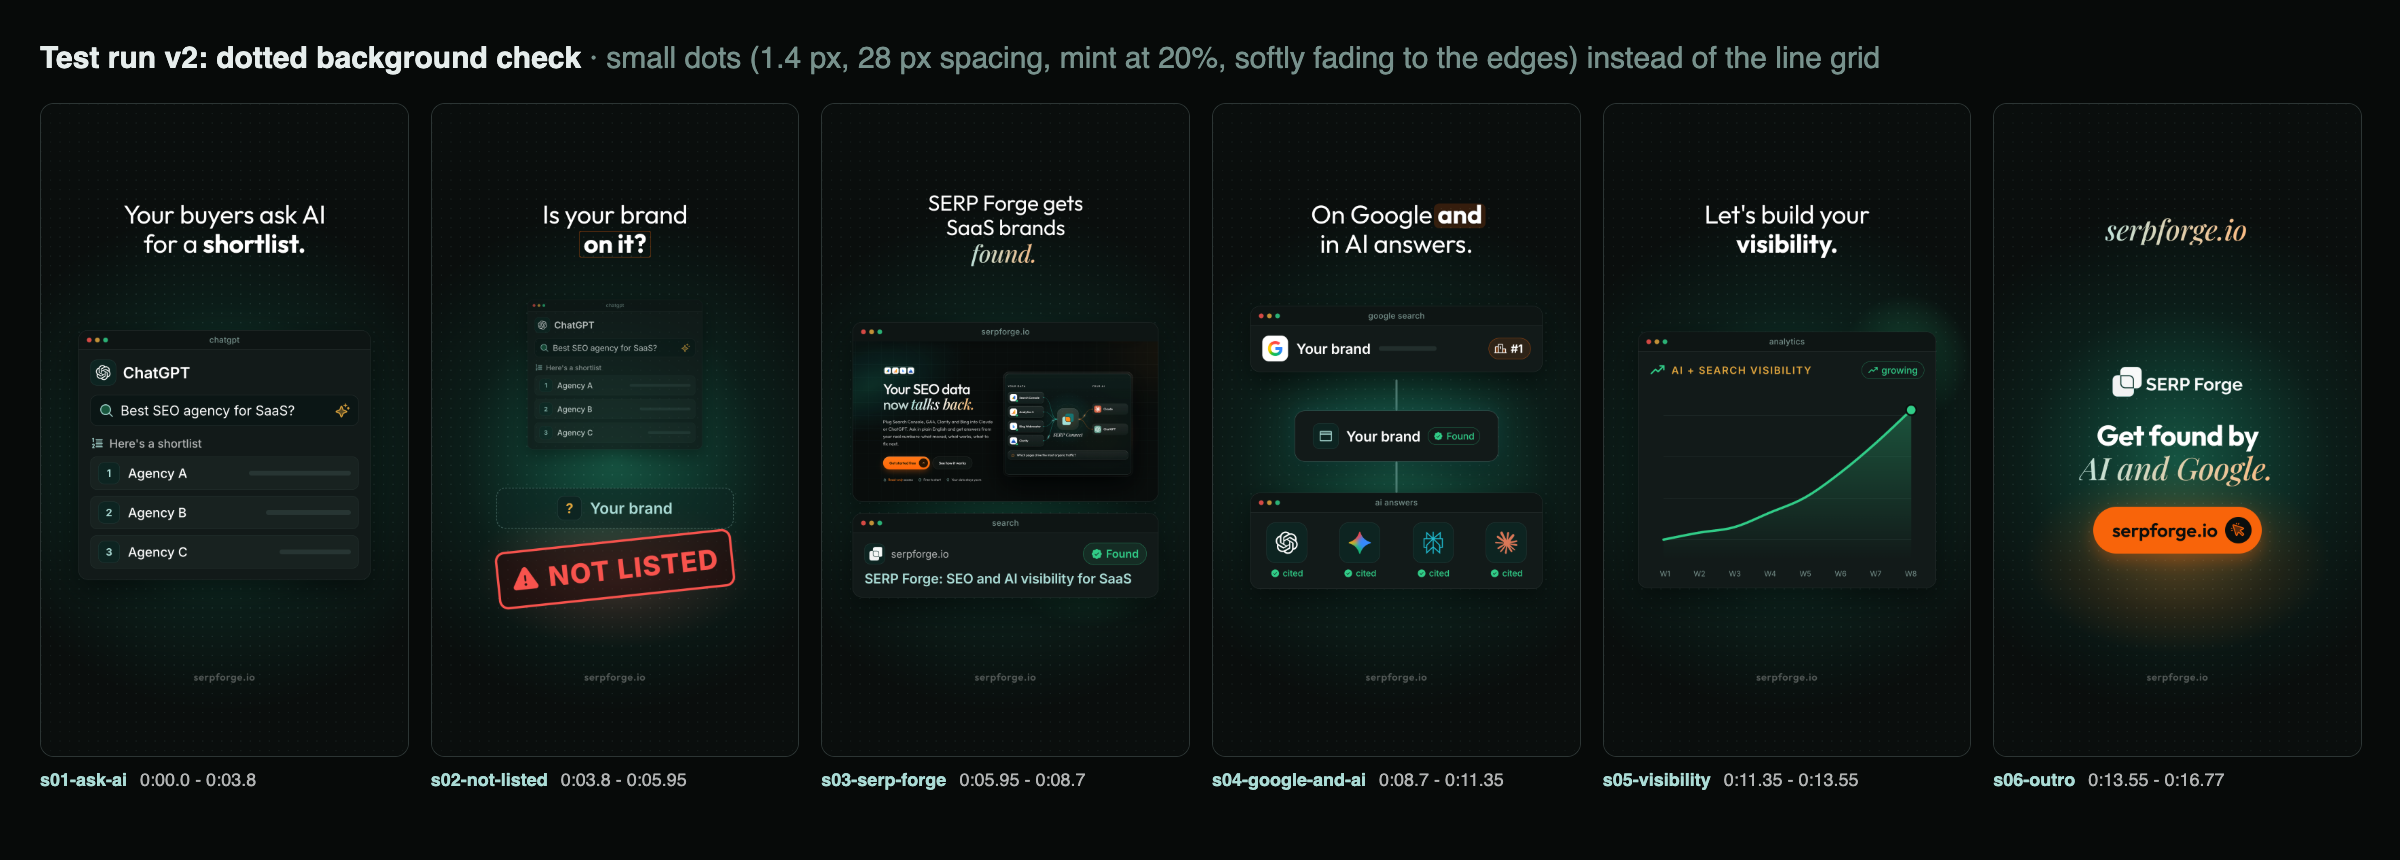 Test run v2: dotted background check · small dots (1.4 px, 28 px spacing, mint at 20%, softly fading to the edges) instead of the line grid
Your buyers ask AI
for a shortlist.
chatgpt
ChatGPT
Best SEO agency for SaaS?
Here's a shortlist
1 Agency A
2 Agency B
3 Agency C
serpforge.io
s01-ask-ai 0:00.0 - 0:03.8
Is your brand
on it?
chatgpt
ChatGPT
Best SEO agency for SaaS?
Here's a shortlist
1 Agency A
2 Agency B
3 Agency C
? Your brand
NOT LISTED
serpforge.io
s02-not-listed 0:03.8 - 0:05.95
SERP Forge gets
SaaS brands
found.
serpforge.io
Your SEO data
now talks back.
search
serpforge.io
Found
SERP Forge: SEO and AI visibility for SaaS
serpforge.io
s03-serp-forge 0:05.95 - 0:08.7
On Google and
in AI answers.
google search
Your brand
#1
Your brand
Found
ai answers
cited cited cited cited
serpforge.io
s04-google-and-ai 0:08.7 - 0:11.35
Let's build your
visibility.
analytics
AI + SEARCH VISIBILITY
growing
W1 W2 W3 W4 W5 W6 W7 W8
serpforge.io
s05-visibility 0:11.35 - 0:13.55
serpforge.io
SERP Forge
Get found by
AI and Google.
serpforge.io
serpforge.io
s06-outro 0:13.55 - 0:16.77